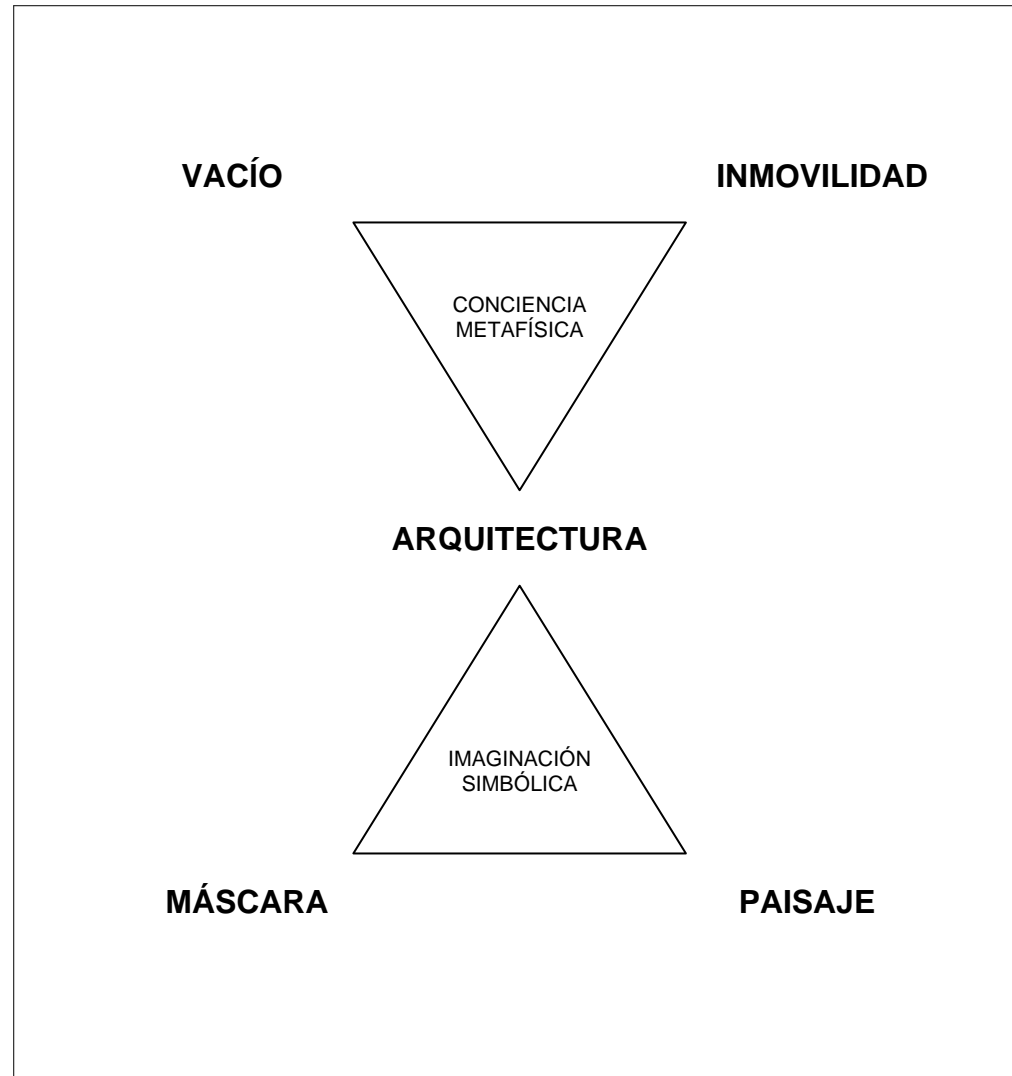 VACÍO INMOVILIDAD
CONCIENCIA
METAFÍSICA
ARQUITECTURA
IMAGINACIÓN
SIMBÓLICA
MÁSCARA PAISAJE